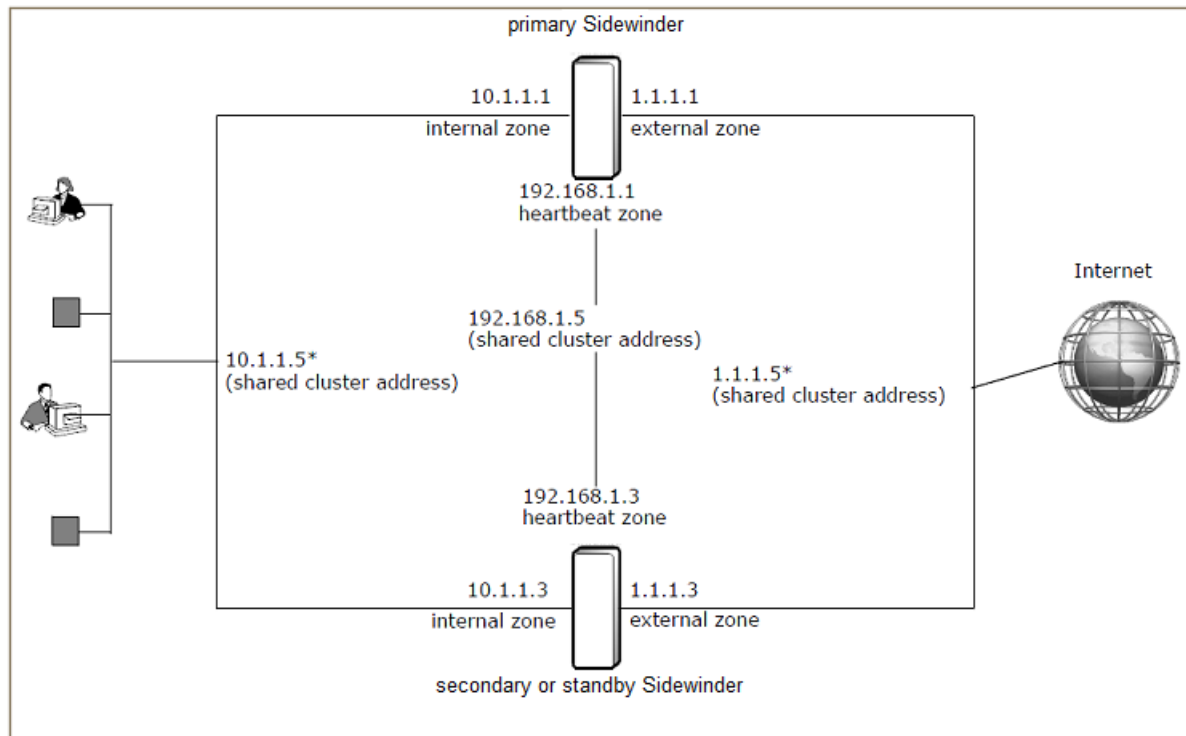 primary Sidewinder
10.1.1.1
1.1.1.1
internal zone
external zone
192.168.1.1
heartbeat zone
Internet
192.168.1.5
(shared cluster address)
10.1.1.5*
(shared cluster address)
1.1.1.5*
(shared cluster address)
192.168.1.3
heartbeat zone
10.1.1.3
1.1.1.3
internal zone
external zone
secondary or standby Sidewinder